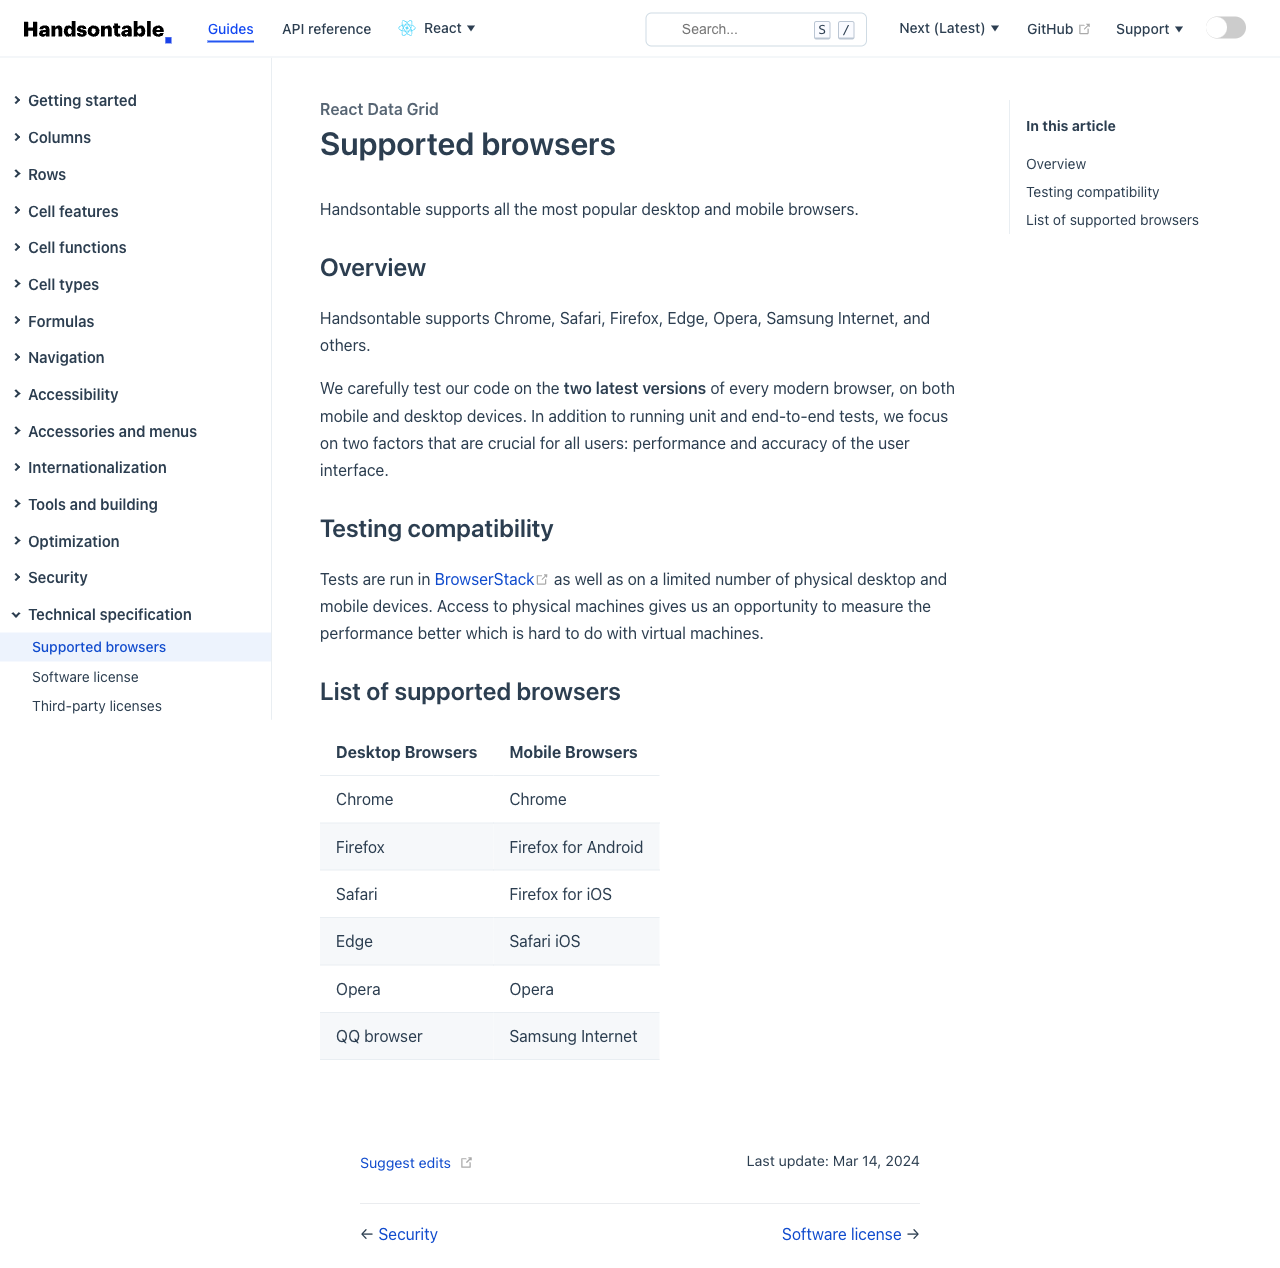 Handsontable
Guides
API reference
React
Search...
S
/
Next (Latest)
GitHub
Support
Getting started
Columns
Rows
Cell features
Cell functions
Cell types
Formulas
Navigation
Accessibility
Accessories and menus
Internationalization
Tools and building
Optimization
Security
Technical specification
Supported browsers
Software license
Third-party licenses
React Data Grid
Supported browsers
Handsontable supports all the most popular desktop and mobile browsers.
Overview
Handsontable supports Chrome, Safari, Firefox, Edge, Opera, Samsung Internet, and
others.
We carefully test our code on the two latest versions of every modern browser, on both
mobile and desktop devices. In addition to running unit and end-to-end tests, we focus
on two factors that are crucial for all users: performance and accuracy of the user
interface.
Testing compatibility
Tests are run in BrowserStack as well as on a limited number of physical desktop and
mobile devices. Access to physical machines gives us an opportunity to measure the
performance better which is hard to do with virtual machines.
List of supported browsers
Desktop Browsers Mobile Browsers
Chrome Chrome
Firefox Firefox for Android
Safari Firefox for iOS
Edge Safari iOS
Opera Opera
QQ browser Samsung Internet
Suggest edits
Last update: Mar 14, 2024
← Security
Software license →
In this article
Overview
Testing compatibility
List of supported browsers